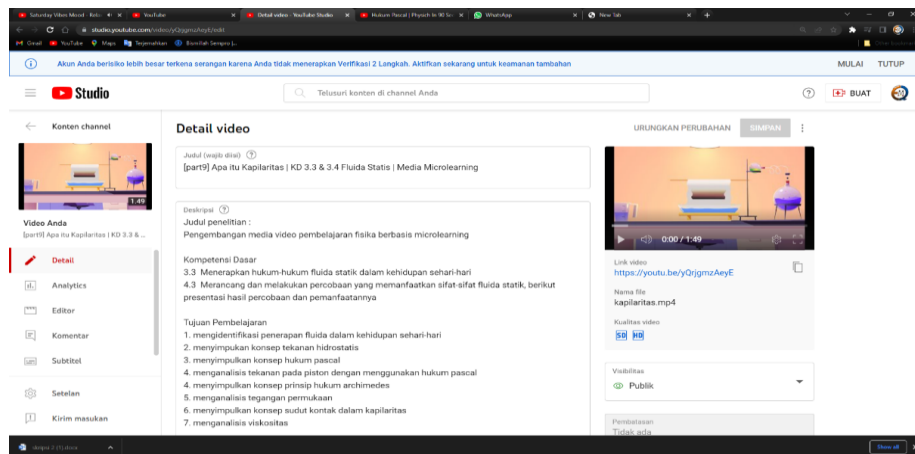 Saturday Vibes Mood - Rela
YouTube
Detail video - YouTube Studio
Hukum Pascal | Physch In 90 Se
WhatsApp
New Tab
studio.youtube.com/video/yQrjgmzAeyE/edit
Gmail YouTube Maps Terjemahkan Bismillah Sempro
Akun Anda berisiko lebih besar terkena serangan karena Anda tidak menerapkan Verifikasi 2 Langkah. Aktifkan sekarang untuk keamanan tambahan
MULAI TUTUP
Studio
Telusuri konten di channel Anda
BUAT
Konten channel
1.49
Video Anda
[part9] Apa itu Kapilaritas | KD 3.3 & ...
Detail
Analytics
Editor
Komentar
Subtitel
Setelan
Kirim masukan
Detail video
URUNGKAN PERUBAHAN SIMPAN
Judul (wajib diisi)
[part9] Apa itu Kapilaritas | KD 3.3 & 3.4 Fluida Statis | Media Microlearning
Deskripsi
Judul penelitian :
Pengembangan media video pembelajaran fisika berbasis microlearning
Kompetensi Dasar
3.3 Menerapkan hukum-hukum fluida statik dalam kehidupan sehari-hari
4.3 Merancang dan melakukan percobaan yang memanfaatkan sifat-sifat fluida statik, berikut
presentasi hasil percobaan dan pemanfaatannya
Tujuan Pembelajaran
1. mengidentifikasi penerapan fluida dalam kehidupan sehari-hari
2. menyimpukan konsep tekanan hidrostatis
3. menyimpulkan konsep hukum pascal
4. menganalisis tekanan pada piston dengan menggunakan hukum pascal
4. menyimpulkan konsep prinsip hukum archimedes
5. menganalisis tegangan permukaan
6. menyimpulkan konsep sudut kontak dalam kapilaritas
7. menganalisis viskositas
0:00 / 1:49
Link video
https://youtu.be/yQrjgmzAeyE
Nama file
kapilaritas.mp4
Kualitas video
SD HD
Visibilitas
Publik
Pembatasan
Tidak ada
skripsi 2 (1).docx
Show all